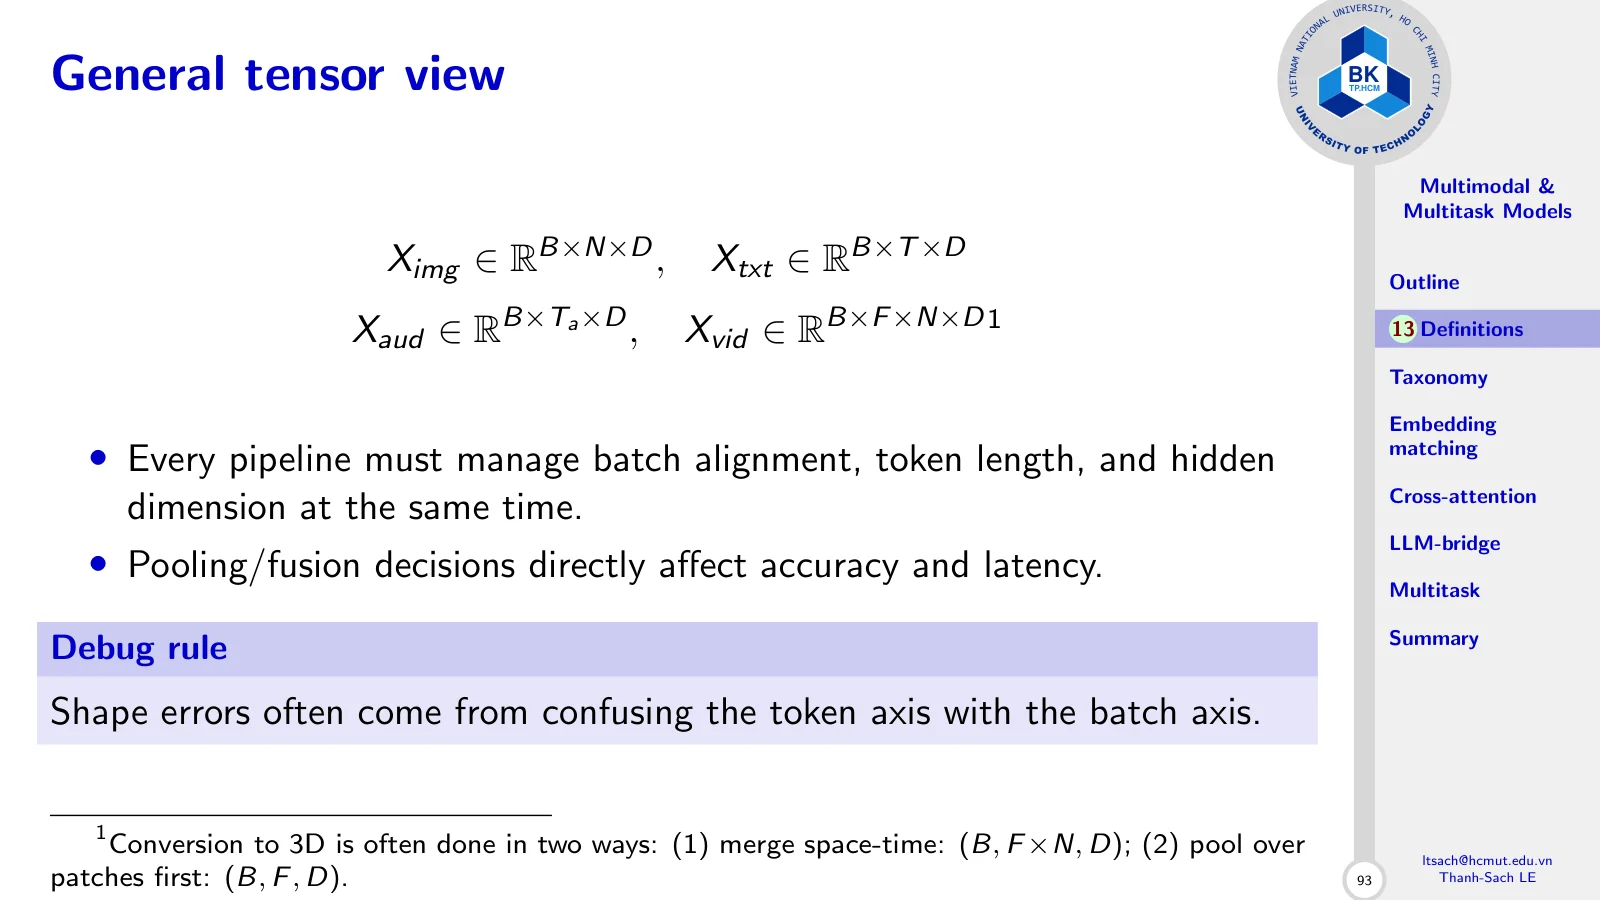 General tensor view
X_img ∈ ℝ^{B×N×D}, X_txt ∈ ℝ^{B×T×D}
X_aud ∈ ℝ^{B×T_a×D}, X_vid ∈ ℝ^{B×F×N×D}1
• Every pipeline must manage batch alignment, token length, and hidden
dimension at the same time.
• Pooling/fusion decisions directly affect accuracy and latency.
Debug rule
Shape errors often come from confusing the token axis with the batch axis.
1Conversion to 3D is often done in two ways: (1) merge space-time: (B, F×N, D); (2) pool over
patches first: (B, F, D).
VIETNAM NATIONAL UNIVERSITY, HO CHI MINH CITY
BK
TP.HCM
UNIVERSITY OF TECHNOLOGY
Multimodal &
Multitask Models
Outline
13 Definitions
Taxonomy
Embedding
matching
Cross-attention
LLM-bridge
Multitask
Summary
ltsach@hcmut.edu.vn
Thanh-Sach LE
93